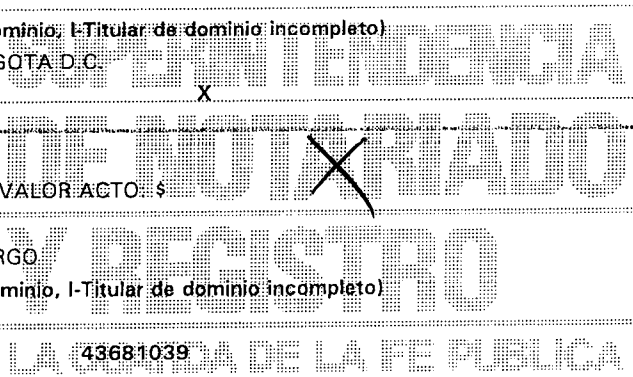 ominio, I-Titular de dominio incompleto)
SUPERINTENDENCIA
GOTA D.C.
X
DE NOTARIADO
VALOR ACTO: $
Y REGISTRO
RGO
minio, I-Titular de dominio incompleto)
43681039
LA GUARDA DE LA FE PUBLICA